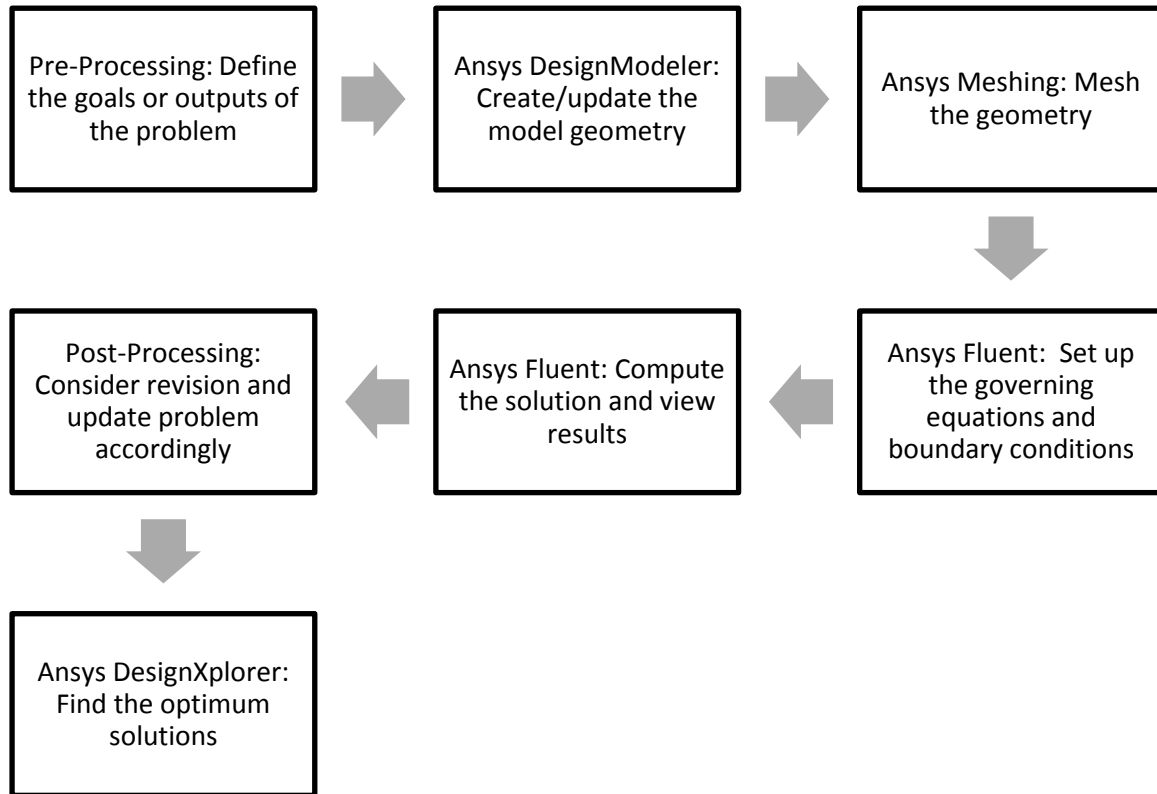 Pre-Processing: Define
the goals or outputs of
the problem
Ansys DesignModeler:
Create/update the
model geometry
Ansys Meshing: Mesh
the geometry
Ansys Fluent: Set up
the governing
equations and
boundary conditions
Ansys Fluent: Compute
the solution and view
results
Post-Processing:
Consider revision and
update problem
accordingly
Ansys DesignXplorer:
Find the optimum
solutions